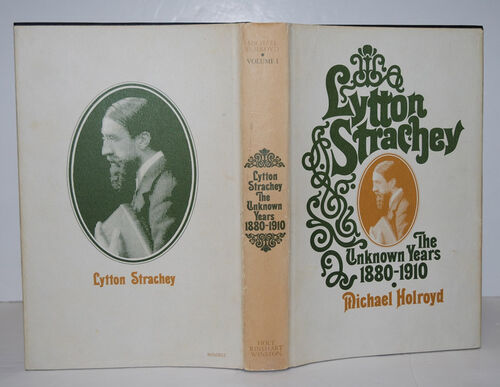 Lytton Strachey
MICHAEL
HOLROYD
VOLUME I
Lytton
Strachey
The
Unknown
Years
1880-1910
HOLT
RINEHART
WINSTON
Lytton
Strachey
The
Unknown Years
1880-1910
Michael Holroyd